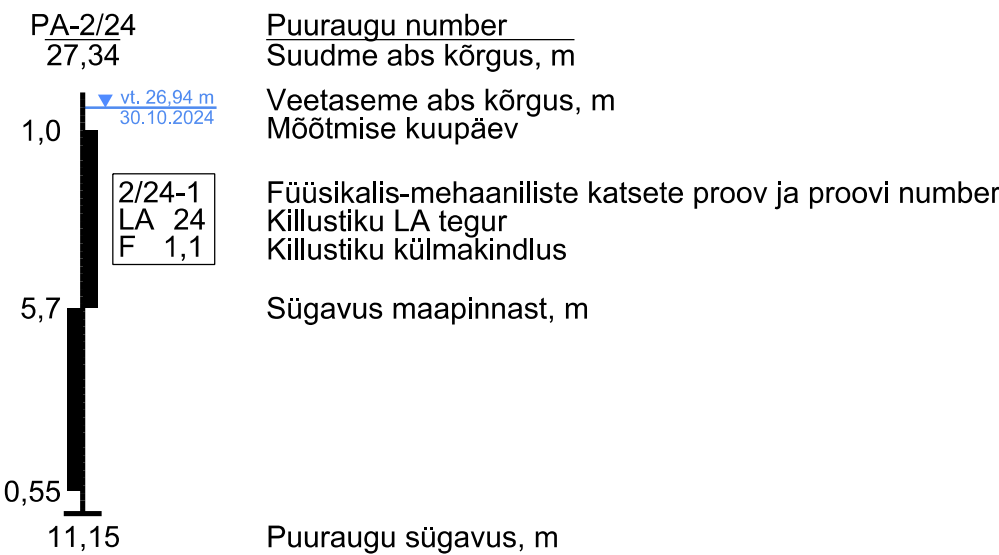 PA-2/24 Puuraugu number
27,34 Suudme abs kõrgus, m
vt. 26,94 m Veetaseme abs kõrgus, m
30.10.2024 Mõõtmise kuupäev
1,0
2/24-1 Füüsikalis-mehaaniliste katsete proov ja proovi number
LA 24 Killustiku LA tegur
F 1,1 Killustiku külmakindlus
5,7 Sügavus maapinnast, m
0,55
11,15 Puuraugu sügavus, m